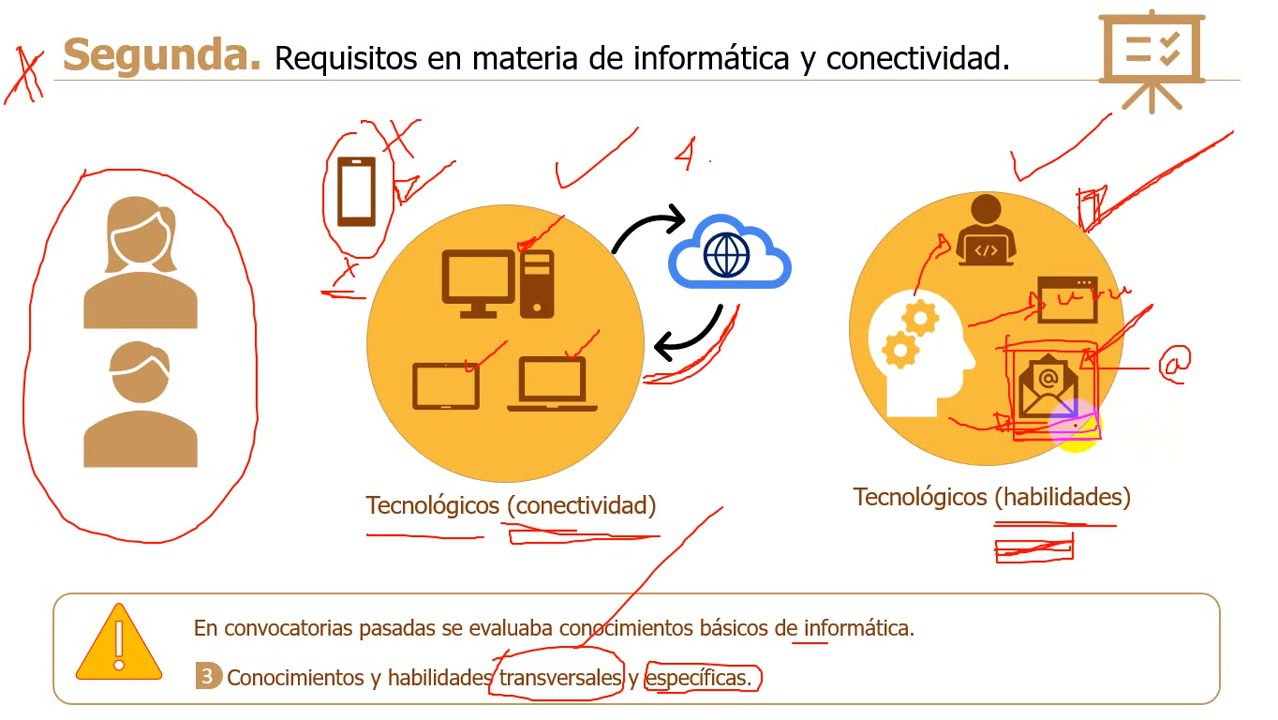 Segunda. Requisitos en materia de informática y conectividad.
4.
</>
@
@
Tecnológicos (conectividad)
Tecnológicos (habilidades)
En convocatorias pasadas se evaluaba conocimientos básicos de informática.
3 Conocimientos y habilidades transversales y específicas.